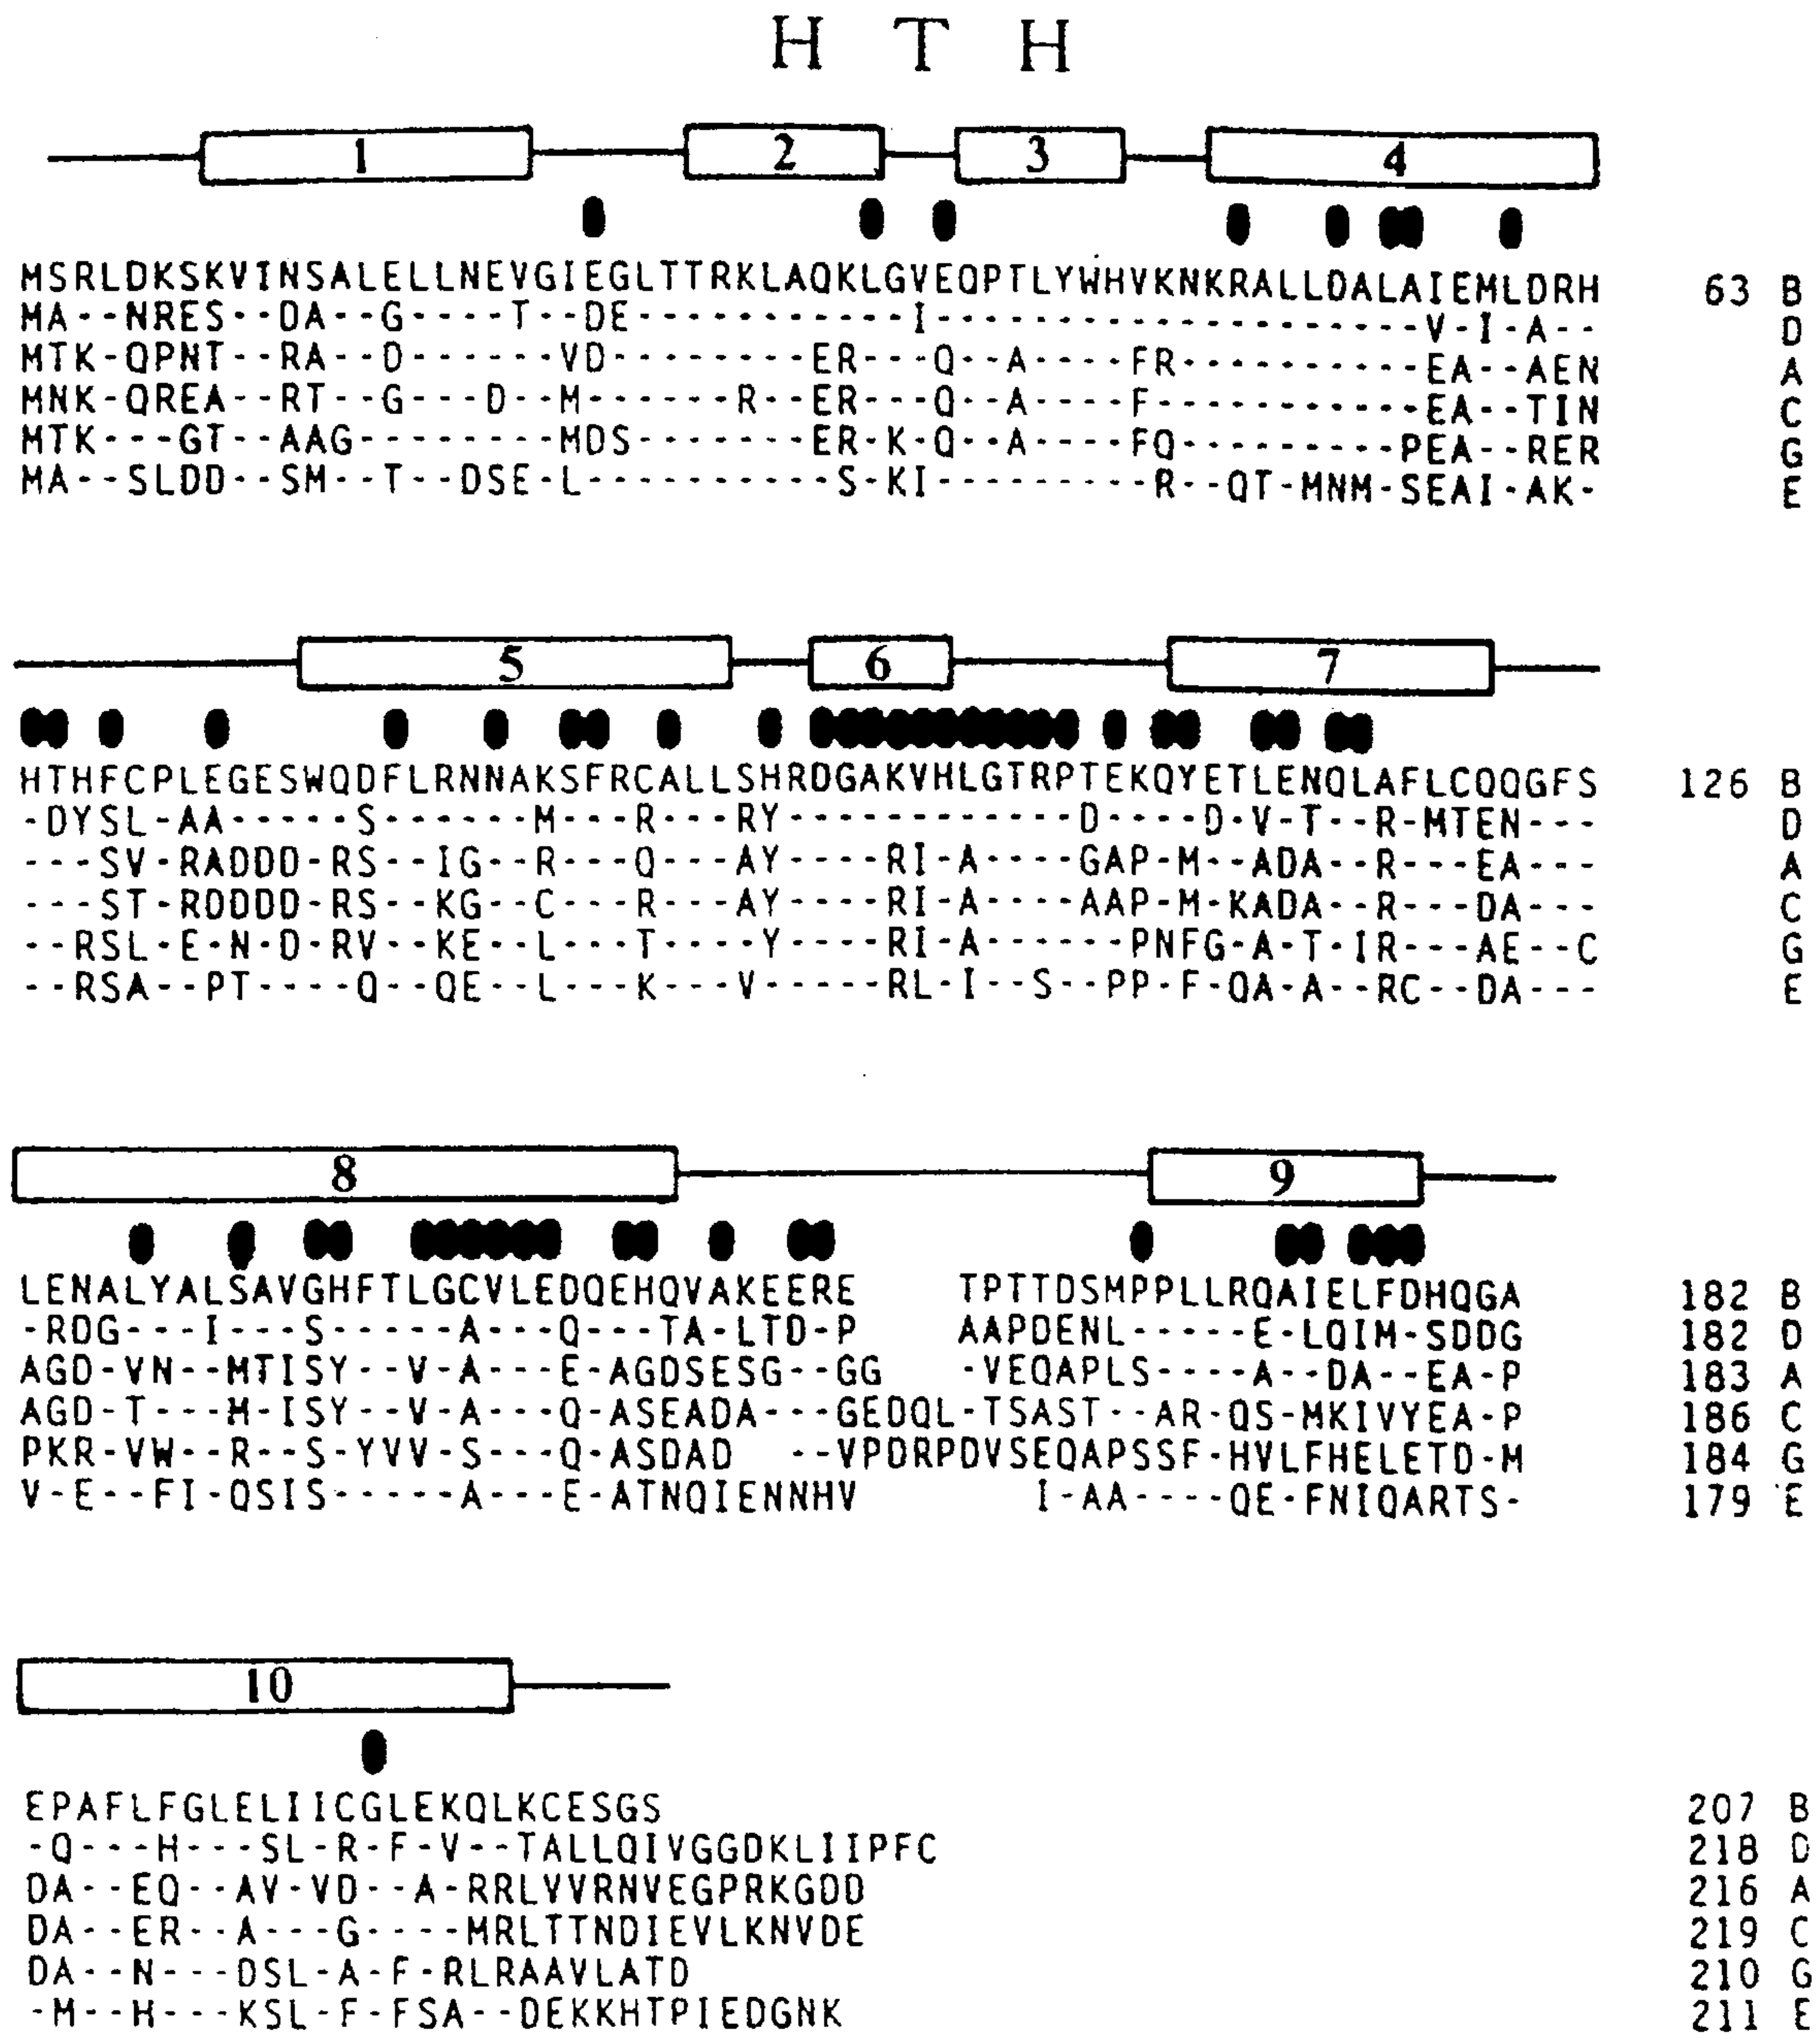 H T H
1 2 3 4
MSRLDKSKVINSALELLNEVGIEGLTTRKLAQKLGVEQPTLYWHVKNKRALLDALAIEMLDRH 63 B
MA--NRES--DA--G----T--DE-----------I-------------------V-I-A-- D
MTK-QPNT--RA--D------VD--------ER---Q--A----FR----------EA--AEN A
MNK-QREA--RT--G---D--M------R--ER---Q--A----F-----------EA--TIN C
MTK---GT--AAG--------MDS-------ER-K-Q--A----FQ---------PEA--RER G
MA--SLDD--SM--T--DSE-L----------S-KI---------R--QT-MNM-SEAI-AK- E
5 6 7
HTHFCPLEGESWQDFLRNNAKSFRCALLSHRDGAKVHLGTRPTEKQYETLENQLAFLCQQGFS 126 B
-DYSL-AA-----S------M---R---RY------------D----D-V-T--R-MTEN--- D
---SV-RADDD-RS--IG--R---Q---AY----RI-A----GAP-M--ADA--R---EA--- A
---ST-RDDDD-RS--KG--C---R---AY----RI-A----AAP-M-KADA--R---DA--- C
--RSL-E-N-D-RV--KE--L---T----Y----RI-A------PNFG-A-T-IR---AE--C G
--RSA--PT----Q--QE--L---K---V-----RL-I--S--PP-F-QA-A--RC--DA--- E
8 9
LENALYALSAVGHFTLGCVLEDQEHQVAKEERE TPTTDSMPPLLRQAIELFDHQGA 182 B
-RDG---I---S-----A---Q---TA-LTD-P AAPDENL-----E-LQIM-SDDG 182 D
AGD-VN--MTISY--V-A---E-AGDSESG--GG -VEQAPLS----A--DA--EA-P 183 A
AGD-T---M-ISY--V-A---Q-ASEADA---GEDQL-TSAST--AR-QS-MKIVYEA-P 186 C
PKR-VW--R--S-YVV-S---Q-ASDAD --VPDRPDVSEQAPSSF-HVLFHELETD-M 184 G
V-E--FI-QSIS-----A---E-ATNQIENNHV I-AA----QE-FNIQARTS- 179 E
10
EPAFLFGLELIICGLEKQLKCESGS 207 B
-Q---H---SL-R-F-V--TALLQIVGGDKLIIPFC 218 D
DA--EQ--AV-VD--A-RRLVVRNVEGPRKGDD 216 A
DA--ER--A---G----MRLTTNDIEVLKNVDE 219 C
DA--N---DSL-A-F-RLRAAVLATD 210 G
-M--H---KSL-F-FSA--DEKKHTPIEDGNK 211 E